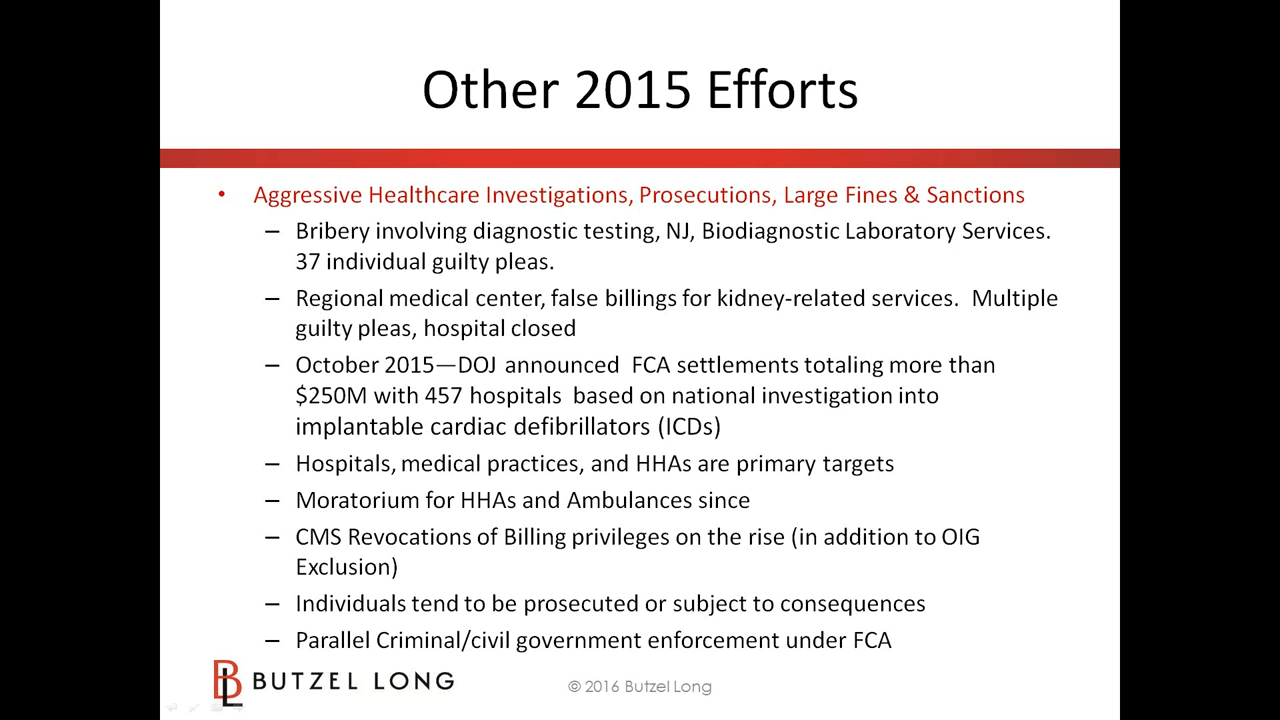 Other 2015 Efforts
• Aggressive Healthcare Investigations, Prosecutions, Large Fines & Sanctions
– Bribery involving diagnostic testing, NJ, Biodiagnostic Laboratory Services.
37 individual guilty pleas.
– Regional medical center, false billings for kidney-related services.  Multiple
guilty pleas, hospital closed
– October 2015—DOJ announced  FCA settlements totaling more than
$250M with 457 hospitals  based on national investigation into
implantable cardiac defibrillators (ICDs)
– Hospitals, medical practices, and HHAs are primary targets
– Moratorium for HHAs and Ambulances since
– CMS Revocations of Billing privileges on the rise (in addition to OIG
Exclusion)
– Individuals tend to be prosecuted or subject to consequences
– Parallel Criminal/civil government enforcement under FCA
BL BUTZEL LONG
© 2016 Butzel Long